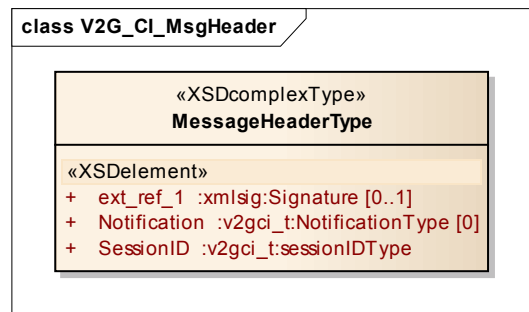 class V2G_CI_MsgHeader
«XSDcomplexType»
MessageHeaderType
«XSDelement»
+ ext_ref_1 :xmlsig:Signature [0..1]
+ Notification :v2gci_t:NotificationType [0]
+ SessionID :v2gci_t:sessionIDType